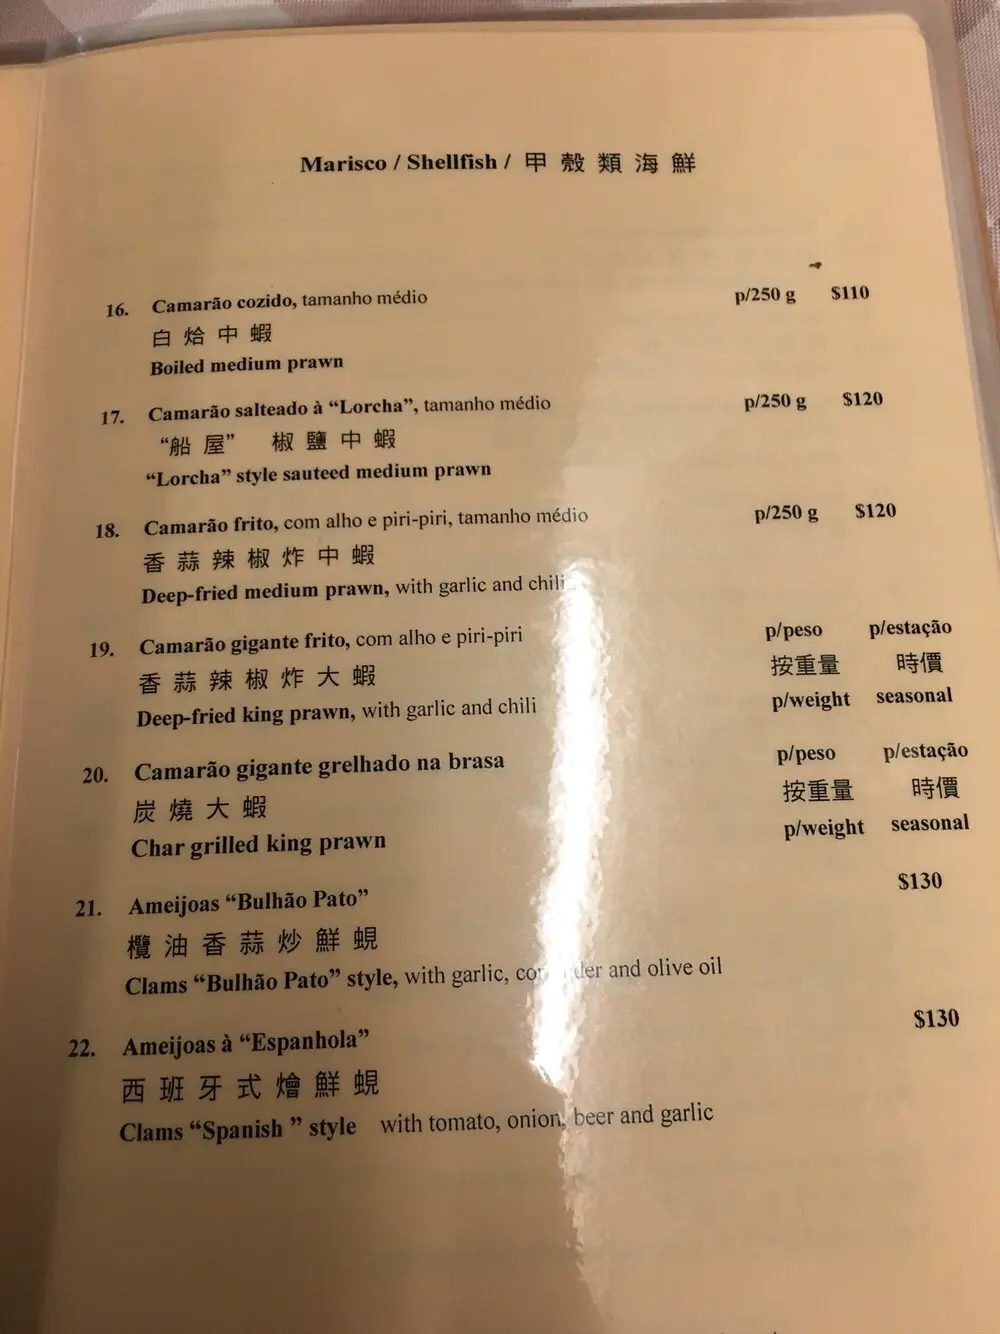 Marisco / Shellfish / 甲殼類海鮮
16. Camarão cozido, tamanho médio p/250 g $110
白烚中蝦
Boiled medium prawn
17. Camarão salteado à “Lorcha”, tamanho médio p/250 g $120
“船屋” 椒鹽中蝦
“Lorcha” style sauteed medium prawn
18. Camarão frito, com alho e piri-piri, tamanho médio p/250 g $120
香蒜辣椒炸中蝦
Deep-fried medium prawn, with garlic and chili
19. Camarão gigante frito, com alho e piri-piri p/peso p/estação
香蒜辣椒炸大蝦 按重量 時價
Deep-fried king prawn, with garlic and chili p/weight seasonal
20. Camarão gigante grelhado na brasa p/peso p/estação
炭燒大蝦 按重量 時價
Char grilled king prawn p/weight seasonal
21. Ameijoas “Bulhão Pato” $130
欖油香蒜炒鮮蜆
Clams “Bulhão Pato” style, with garlic, and olive oil
22. Ameijoas à “Espanhola” $130
西班牙式燴鮮蜆
Clams “Spanish ” style with tomato, onion, beer and garlic